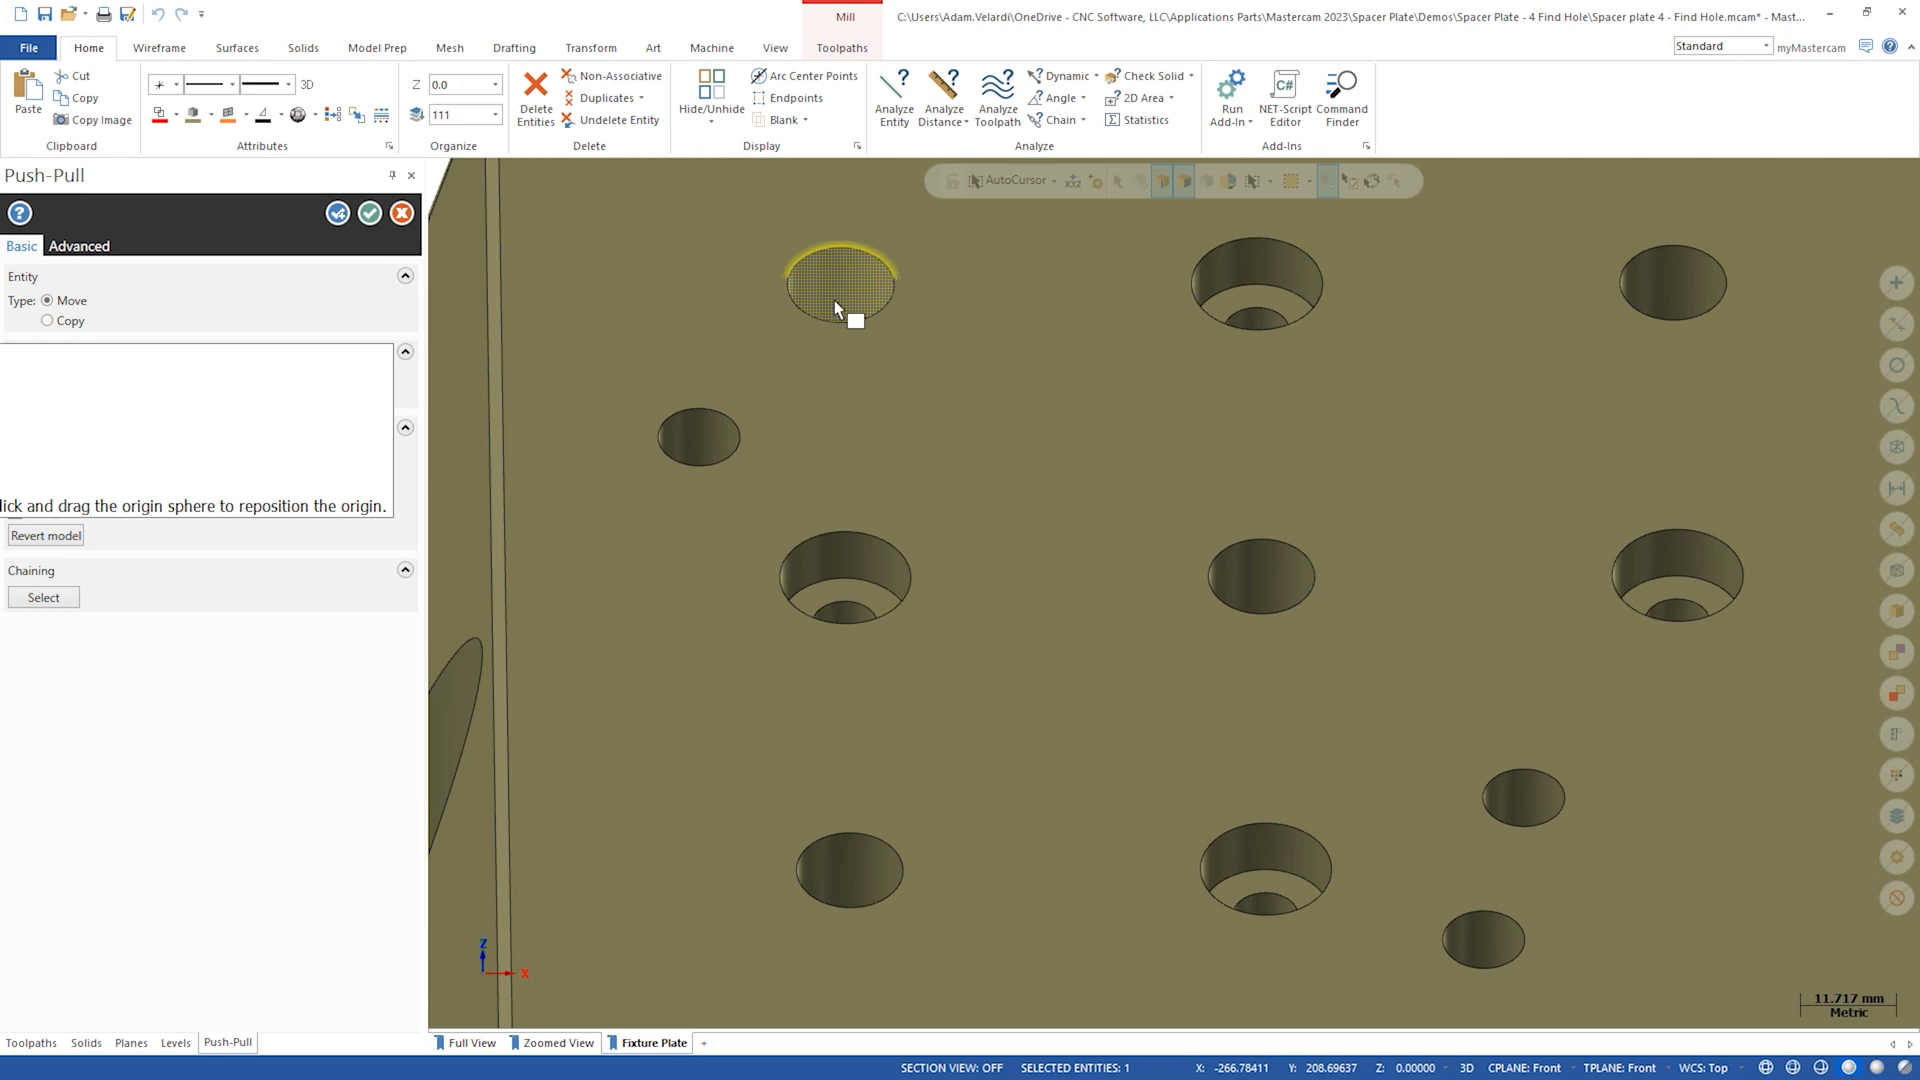 Mill
C:\Users\Adam.Velardi\OneDrive - CNC Software, LLC\Applications Parts\Mastercam 2023\Spacer Plate\Demos\Spacer Plate - 4 Find Hole\Spacer plate 4 - Find Hole.mcam* - Mast...
File
Home
Wireframe
Surfaces
Solids
Model Prep
Mesh
Drafting
Transform
Art
Machine
View
Toolpaths
Standard
myMastercam
Paste
Cut
Copy
Copy Image
Clipboard
3D
Attributes
Z
0.0
111
Organize
Delete
Entities
Non-Associative
Duplicates
Undelete Entity
Delete
Hide/Unhide
Arc Center Points
Endpoints
Blank
Display
Analyze
Entity
Analyze
Distance
Analyze
Toolpath
Dynamic
Angle
Chain
Check Solid
2D Area
Statistics
Analyze
Run
Add-In
C#
NET-Script
Editor
Command
Finder
Add-Ins
Push-Pull
Basic
Advanced
Entity
Type:
Move
Copy
lick and drag the origin sphere to reposition the origin.
Revert model
Chaining
Select
AutoCursor
XYZ
Z
X
11.717 mm
Metric
Toolpaths
Solids
Planes
Levels
Push-Pull
Full View
Zoomed View
Fixture Plate
+
SECTION VIEW: OFF
SELECTED ENTITIES: 1
X: -266.78411
Y: 208.69637
Z: 0.00000
3D
CPLANE: Front
TPLANE: Front
WCS: Top